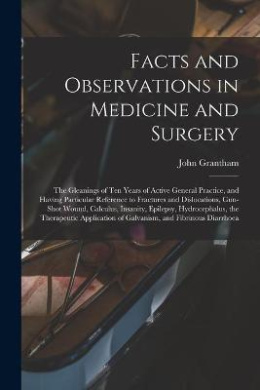 Facts and
Observations in
Medicine and
Surgery
John Grantham
The Gleanings of Ten Years of Active General Practice, and
Having Particular Reference to Fractures and Dislocations, Gun-
Shot Wound, Calculus, Insanity, Epilepsy, Hydrocephalus, the
Therapeutic Application of Galvanism, and Fibrinous Diarrhoea